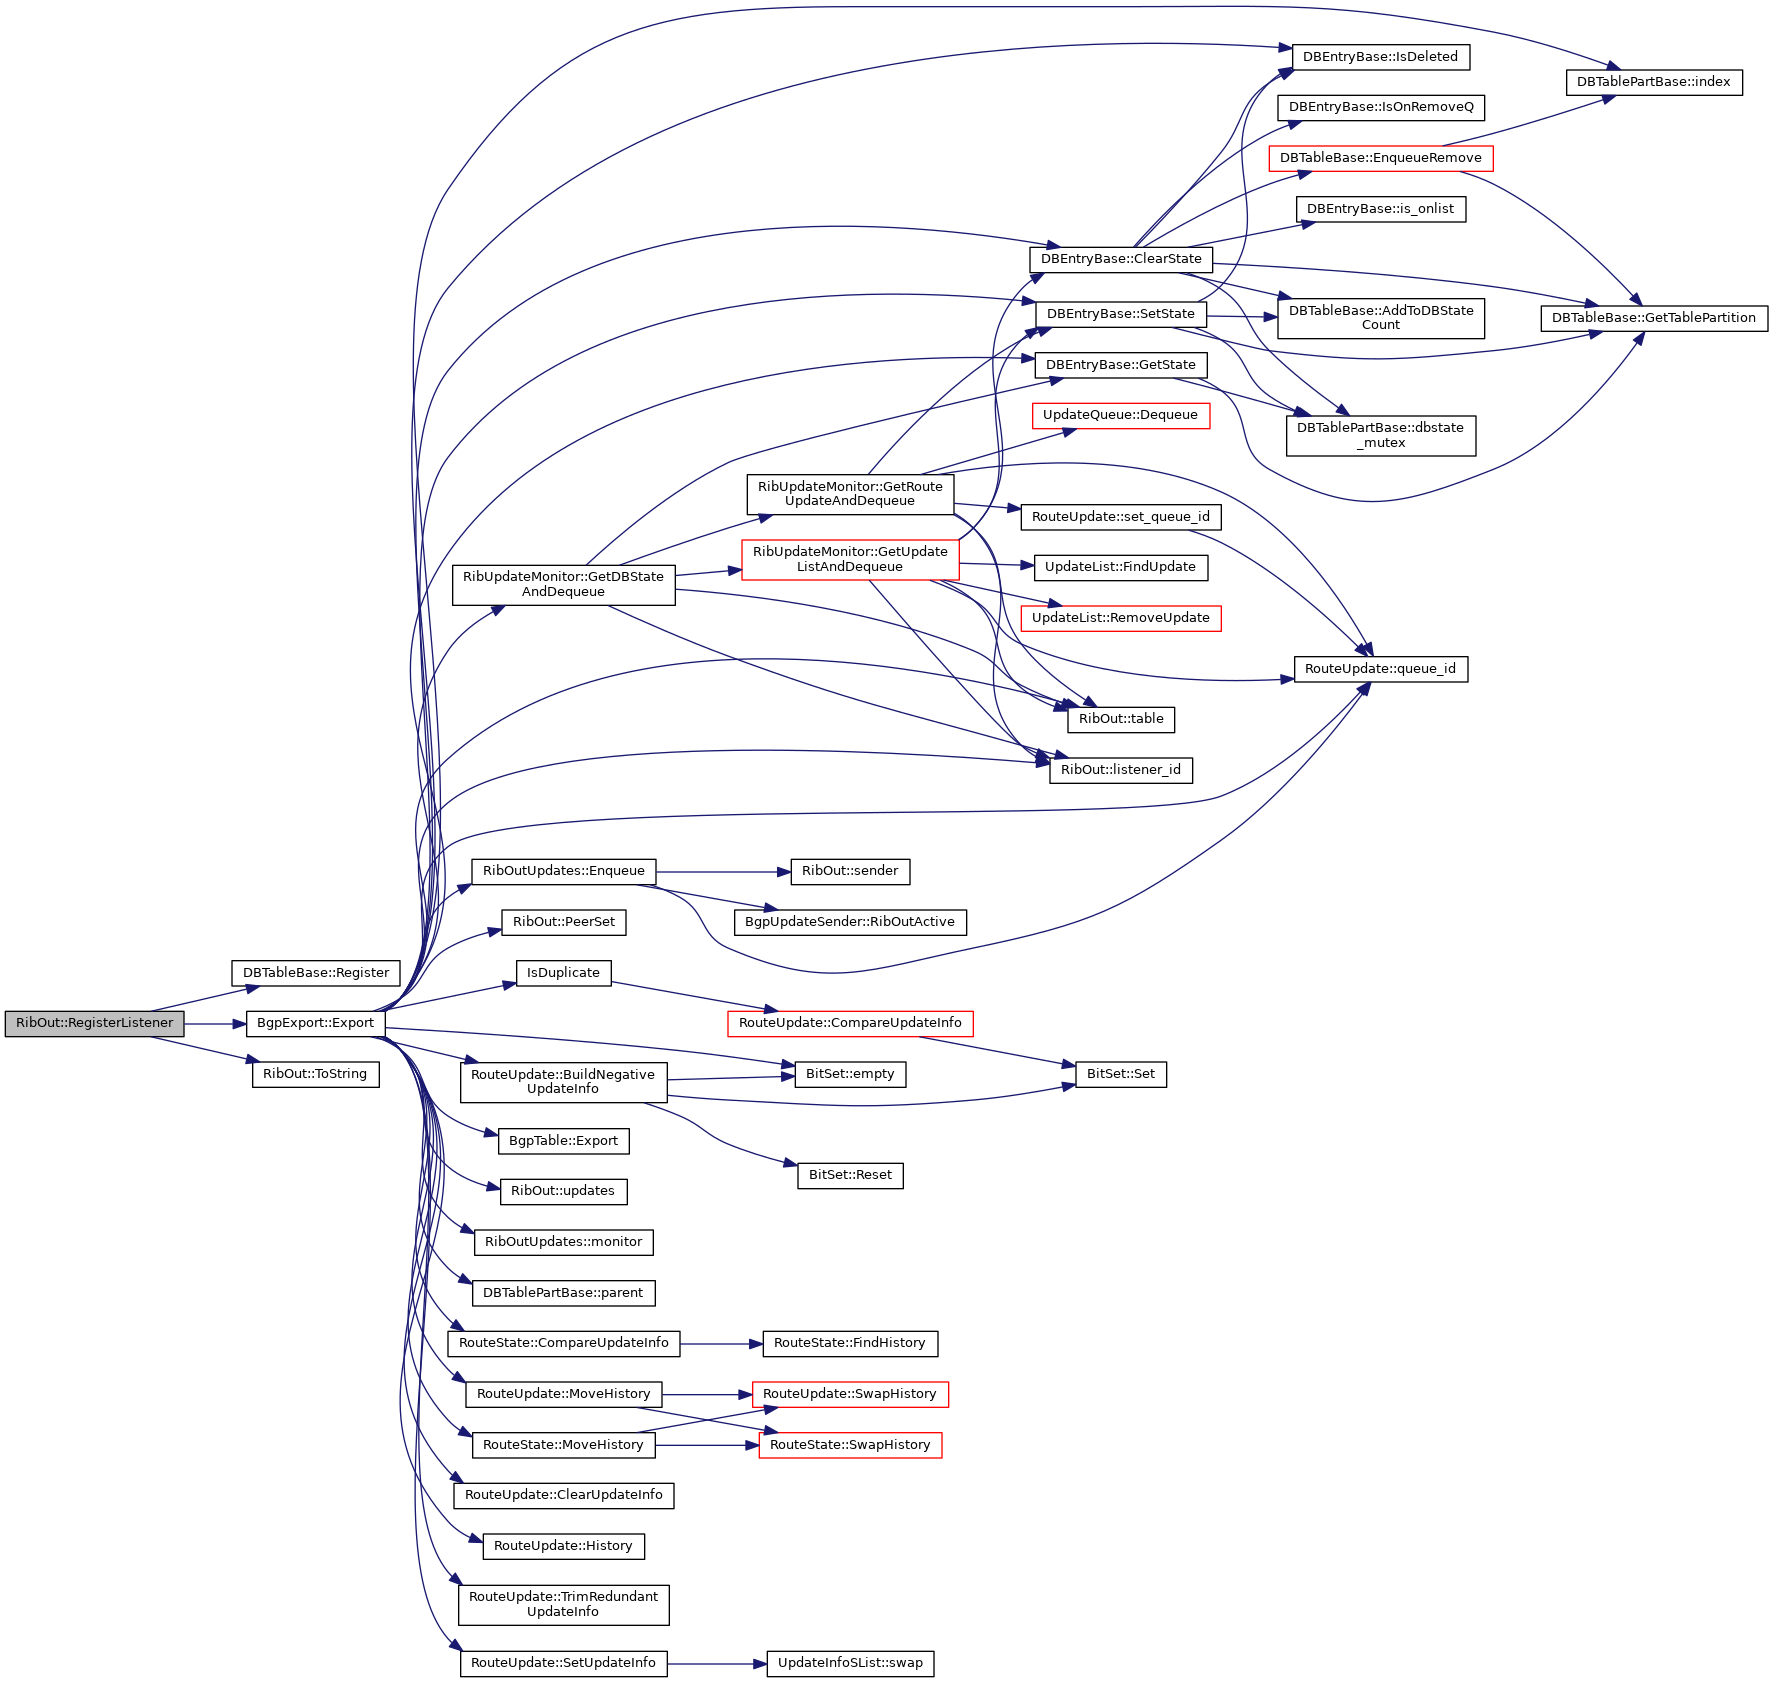 DBEntryBase::IsDeleted
DBTablePartBase::index
DBEntryBase::IsOnRemoveQ
DBTableBase::EnqueueRemove
DBEntryBase::is_onlist
DBEntryBase::ClearState
DBEntryBase::SetState
DBTableBase::AddToDBState
Count
DBTableBase::GetTablePartition
DBEntryBase::GetState
UpdateQueue::Dequeue
DBTablePartBase::dbstate
_mutex
RibUpdateMonitor::GetRoute
UpdateAndDequeue
RouteUpdate::set_queue_id
RibUpdateMonitor::GetUpdate
ListAndDequeue
UpdateList::FindUpdate
RibUpdateMonitor::GetDBState
AndDequeue
UpdateList::RemoveUpdate
RouteUpdate::queue_id
RibOut::table
RibOut::listener_id
RibOutUpdates::Enqueue
RibOut::sender
RibOut::PeerSet
BgpUpdateSender::RibOutActive
DBTableBase::Register
IsDuplicate
RibOut::RegisterListener
BgpExport::Export
RouteUpdate::CompareUpdateInfo
RibOut::ToString
RouteUpdate::BuildNegative
UpdateInfo
BitSet::empty
BitSet::Set
BgpTable::Export
BitSet::Reset
RibOut::updates
RibOutUpdates::monitor
DBTablePartBase::parent
RouteState::CompareUpdateInfo
RouteState::FindHistory
RouteUpdate::MoveHistory
RouteUpdate::SwapHistory
RouteState::MoveHistory
RouteState::SwapHistory
RouteUpdate::ClearUpdateInfo
RouteUpdate::History
RouteUpdate::TrimRedundant
UpdateInfo
RouteUpdate::SetUpdateInfo
UpdateInfoSList::swap